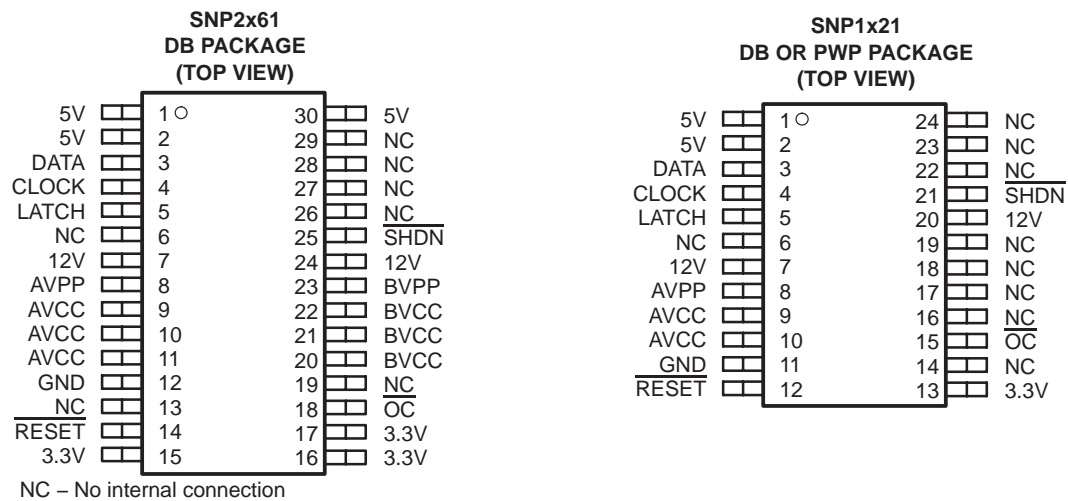 SNP2x61
DB PACKAGE
(TOP VIEW)
5V 1 30 5V
5V 2 29 NC
DATA 3 28 NC
CLOCK 4 27 NC
LATCH 5 26 NC
NC 6 25 SHDN
12V 7 24 12V
AVPP 8 23 BVPP
AVCC 9 22 BVCC
AVCC 10 21 BVCC
AVCC 11 20 BVCC
GND 12 19 NC
NC 13 18 OC
RESET 14 17 3.3V
3.3V 15 16 3.3V
NC – No internal connection
SNP1x21
DB OR PWP PACKAGE
(TOP VIEW)
5V 1 24 NC
5V 2 23 NC
DATA 3 22 NC
CLOCK 4 21 SHDN
LATCH 5 20 12V
NC 6 19 NC
12V 7 18 NC
AVPP 8 17 NC
AVCC 9 16 NC
AVCC 10 15 OC
GND 11 14 NC
RESET 12 13 3.3V